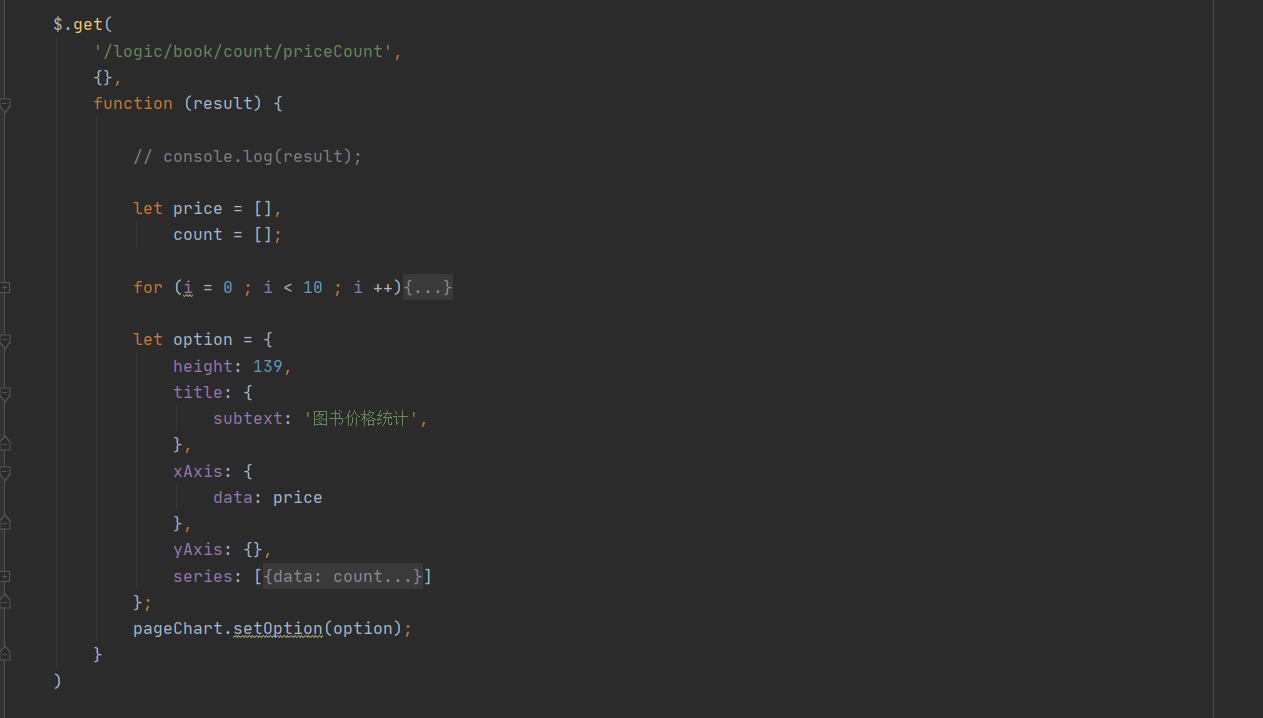 $.get(
'/logic/book/count/priceCount',
{},
function (result) {
// console.log(result);
let price = [],
count = [];
for (i = 0 ; i < 10 ; i ++){...}
let option = {
height: 139,
title: {
subtext: '图书价格统计',
},
xAxis: {
data: price
},
yAxis: {},
series: [{data: count...}]
};
pageChart.setOption(option);
}
)